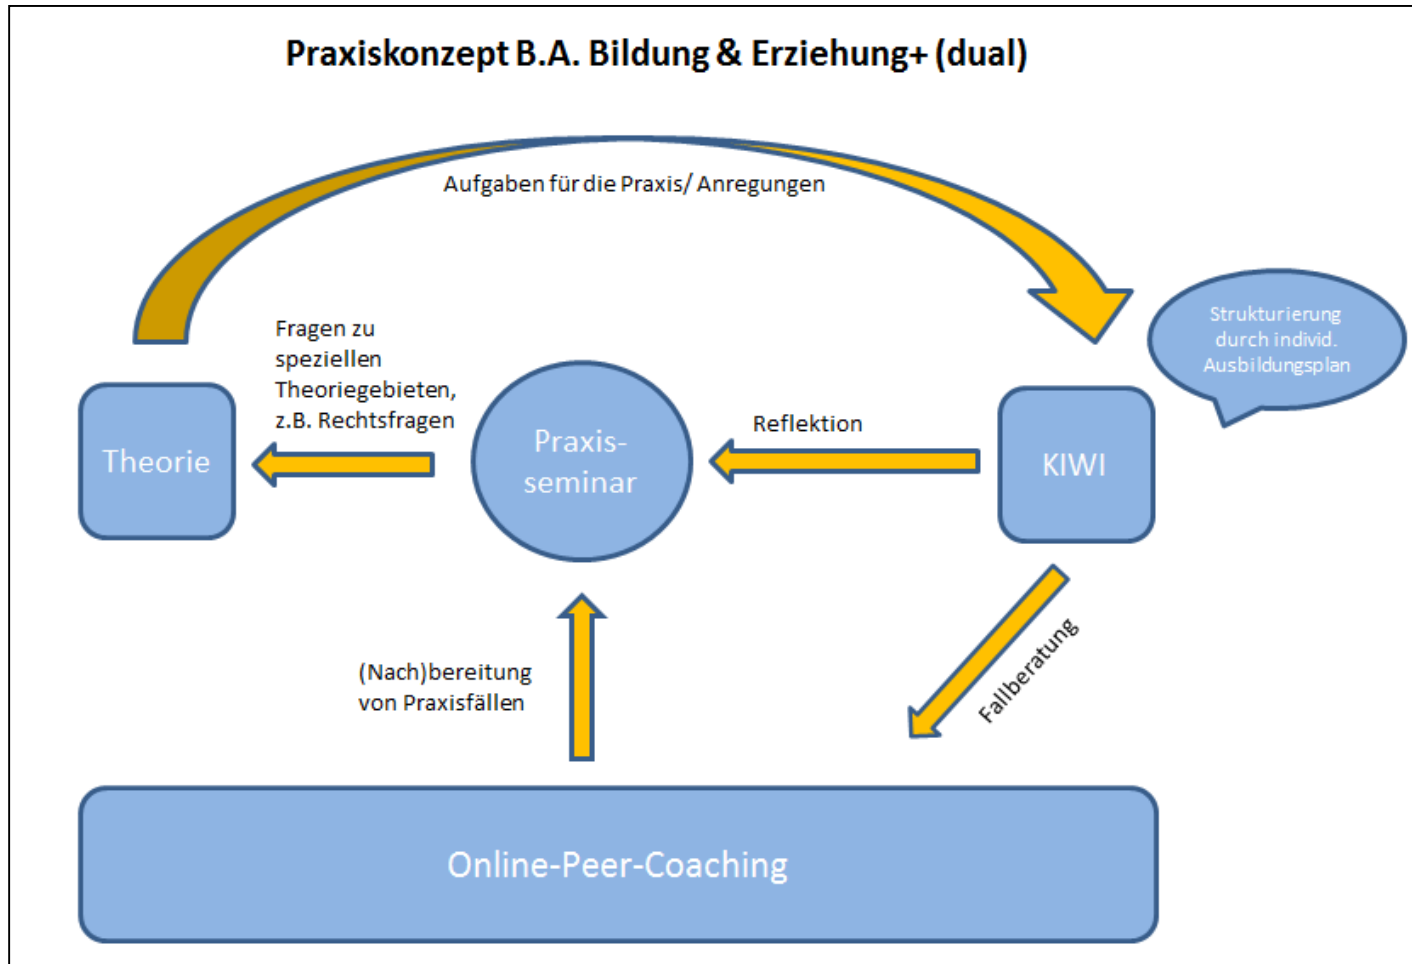 Praxiskonzept B.A. Bildung & Erziehung+ (dual)
Aufgaben für die Praxis/ Anregungen
Strukturierung
durch individ.
Ausbildungsplan
Fragen zu
speziellen
Theoriegebieten,
z.B. Rechtsfragen
Theorie
Praxis-
seminar
Reflektion
KIWI
(Nach)bereitung
von Praxisfällen
Fallberatung
Online-Peer-Coaching